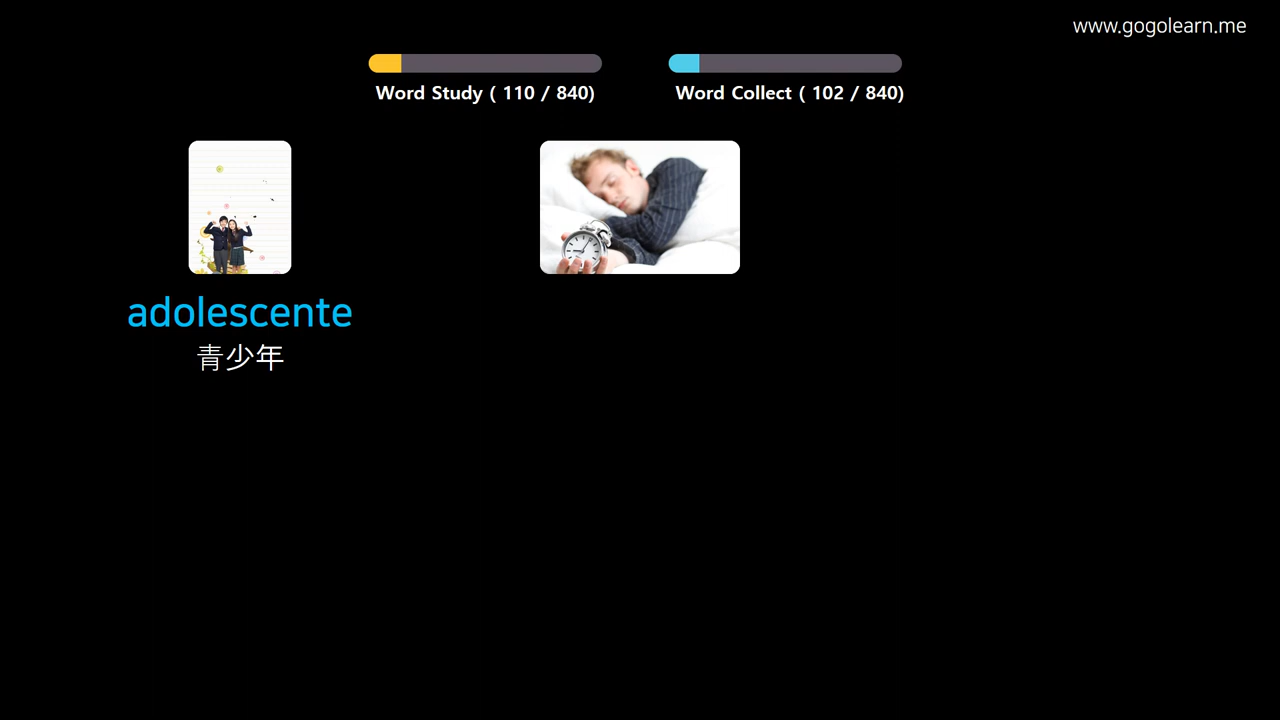 www.gogolearn.me
Word Study ( 110 / 840)
Word Collect ( 102 / 840)
adolescente
青少年